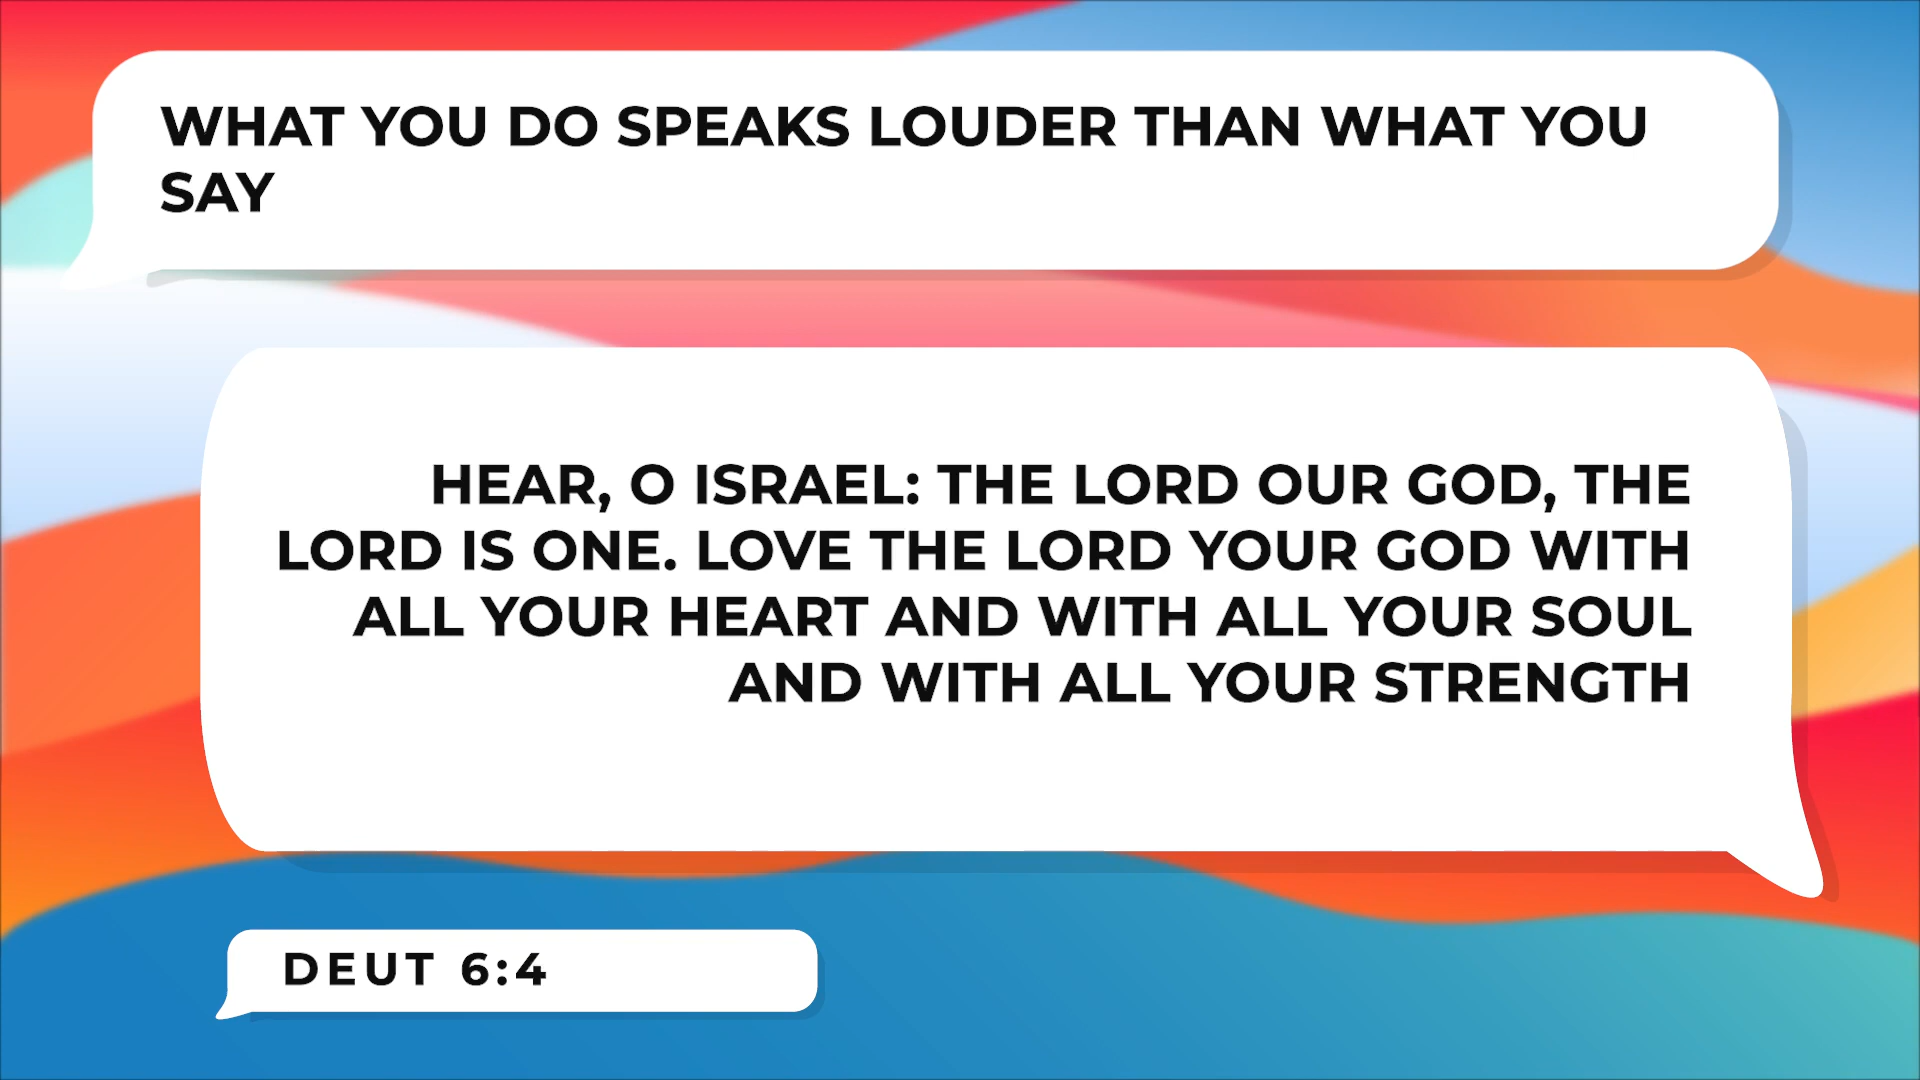 WHAT YOU DO SPEAKS LOUDER THAN WHAT YOU
SAY
HEAR, O ISRAEL: THE LORD OUR GOD, THE
LORD IS ONE. LOVE THE LORD YOUR GOD WITH
ALL YOUR HEART AND WITH ALL YOUR SOUL
AND WITH ALL YOUR STRENGTH
DEUT 6:4